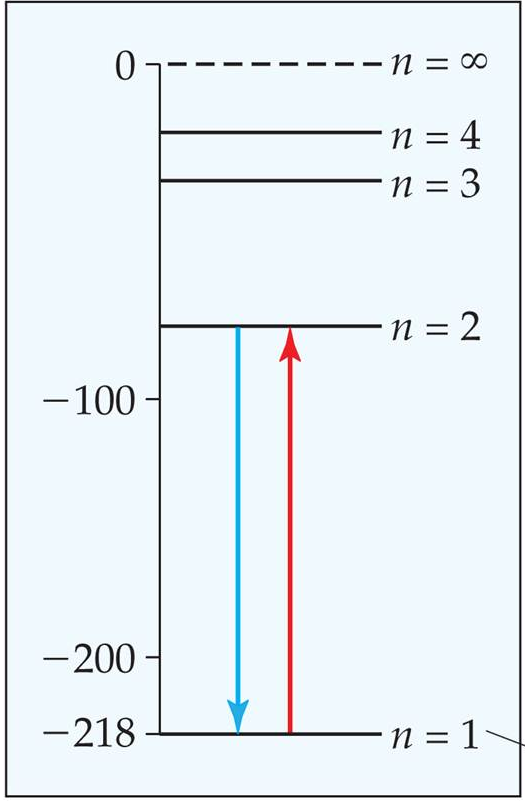 0 n = ∞
n = 4
n = 3
n = 2
−100
−200
−218 n = 1